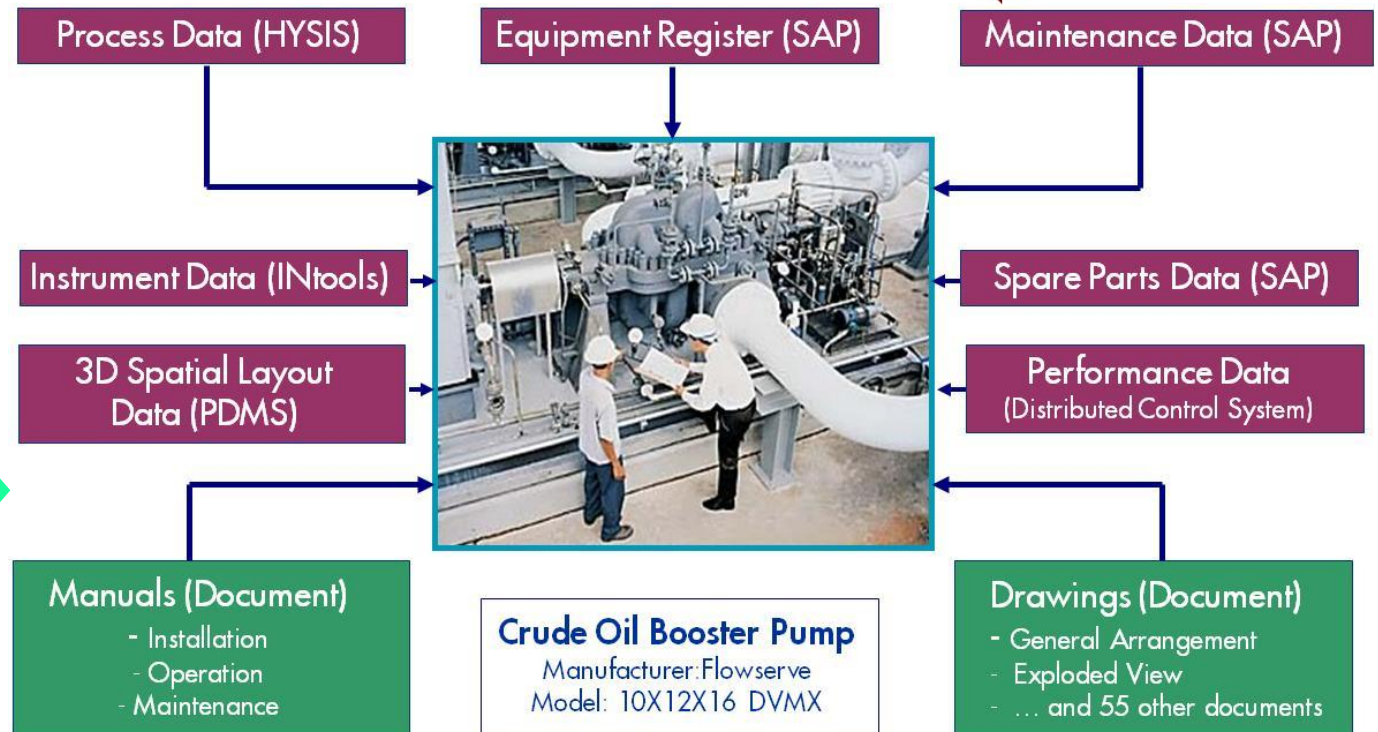 Process Data (HYSIS)
Equipment Register (SAP)
Maintenance Data (SAP)
Instrument Data (INtools)
Spare Parts Data (SAP)
3D Spatial Layout
Data (PDMS)
Performance Data
(Distributed Control System)
Manuals (Document)
- Installation
- Operation
- Maintenance
Crude Oil Booster Pump
Manufacturer:Flowserve
Model: 10X12X16 DVMX
Drawings (Document)
- General Arrangement
- Exploded View
- ... and 55 other documents